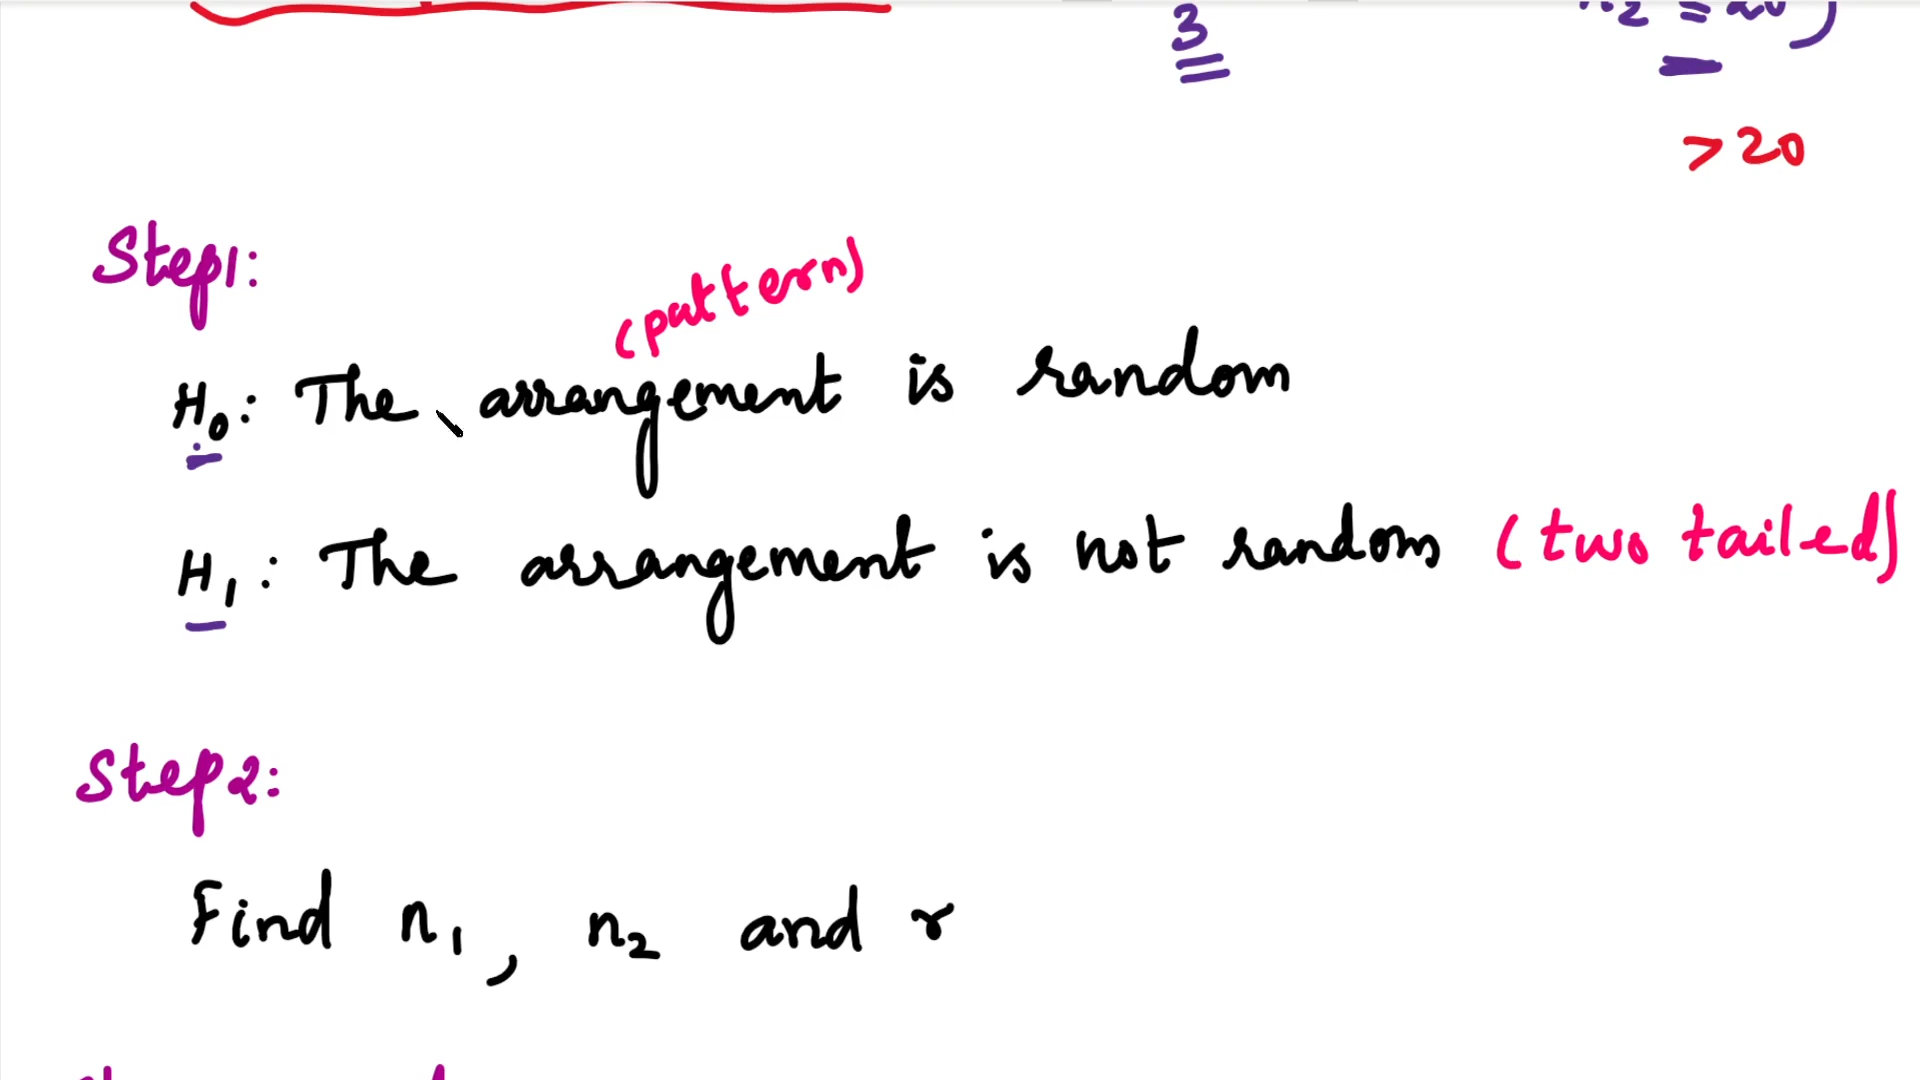 3
> 20
Step1:
(pattern)
H₀: The arrangement is random
H₁: The arrangement is not random (two tailed)
Step2:
Find n₁, n₂ and r